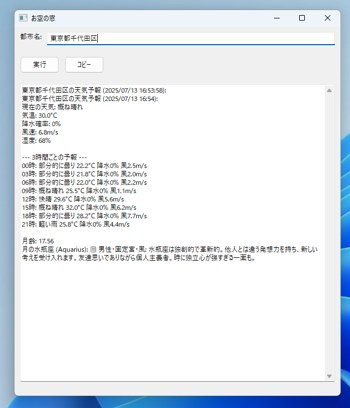 お空の窓
都市名: 東京都千代田区
実行 コピー
東京都千代田区の天気予報 (2025/07/13 16:53:58):
東京都千代田区の天気予報 (2025/07/13 16:54):
現在の天気: 概ね晴れ
気温: 30.0°C
降水確率: 0%
風速: 6.8m/s
湿度: 68%
--- 3時間ごとの予報 ---
00時: 部分的に曇り 22.2°C 降水0% 風2.5m/s
03時: 部分的に曇り 21.8°C 降水0% 風2.0m/s
06時: 部分的に曇り 22.0°C 降水0% 風2.2m/s
09時: 概ね晴れ 25.5°C 降水0% 風1.1m/s
12時: 快晴 29.6°C 降水0% 風5.6m/s
15時: 概ね晴れ 32.0°C 降水0% 風6.2m/s
18時: 部分的に曇り 28.2°C 降水0% 風7.7m/s
21時: 軽い雨 25.8°C 降水0% 風4.4m/s
月齢: 17.56
月の水瓶座 (Aquarius): 男性・固定宮・風: 水瓶座は独創的で革新的。他人とは違う発想力を持ち、新しい
考えを受け入れます。友達思いでありながら個人主義者。時に独立心が強すぎる一面も。